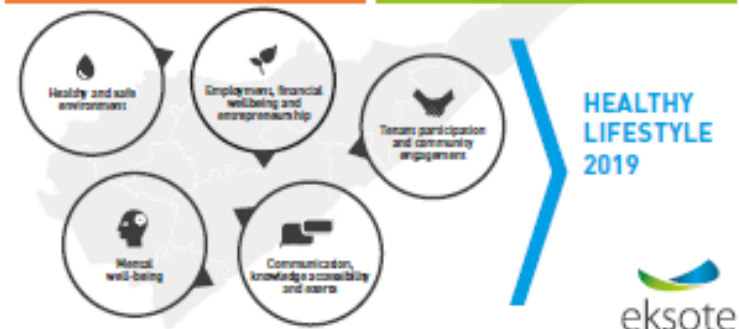 Healthy and safe
environment
Employment, financial
wellbeing and
entrepreneurship
Tenant participation
and community
engagement
Mental
well-being
Communication,
knowledge accessibility
and
HEALTHY
LIFESTYLE
2019
eksote